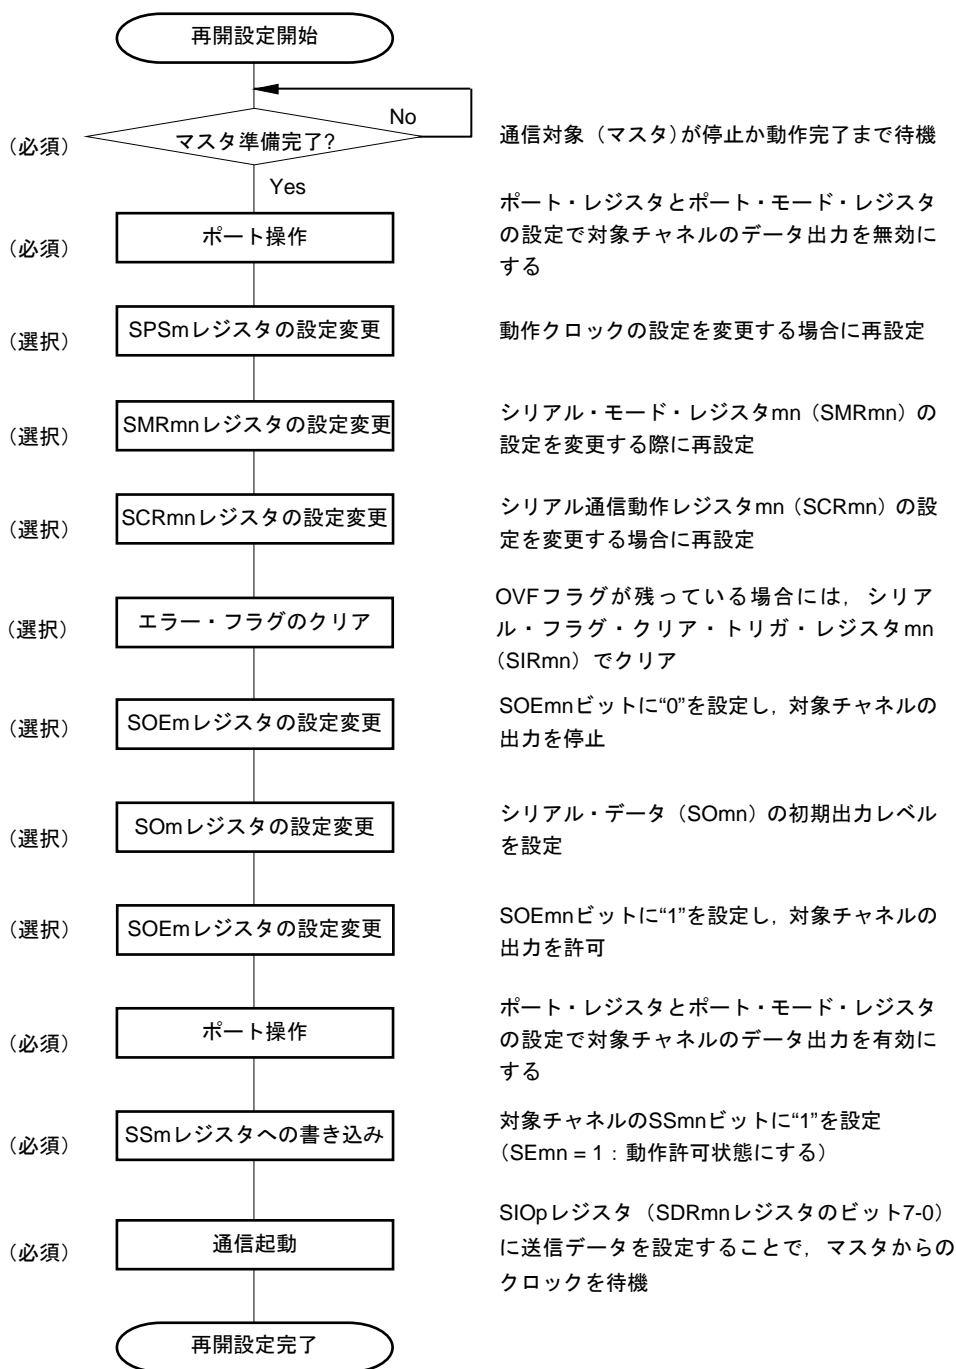 再開設定開始
No
(必須)
マスタ準備完了?
通信対象（マスタ）が停止か動作完了まで待機
Yes
(必須)
ポート操作
ポート・レジスタとポート・モード・レジスタ
の設定で対象チャネルのデータ出力を無効に
する
(選択)
SPSmレジスタの設定変更
動作クロックの設定を変更する場合に再設定
(選択)
SMRmnレジスタの設定変更
シリアル・モード・レジスタmn（SMRmn）の
設定を変更する際に再設定
(選択)
SCRmnレジスタの設定変更
シリアル通信動作レジスタmn（SCRmn）の設
定を変更する場合に再設定
(選択)
エラー・フラグのクリア
OVFフラグが残っている場合には，シリア
ル・フラグ・クリア・トリガ・レジスタmn
（SIRmn）でクリア
(選択)
SOEmレジスタの設定変更
SOEmnビットに“0”を設定し，対象チャネルの
出力を停止
(選択)
SOmレジスタの設定変更
シリアル・データ（SOmn）の初期出力レベル
を設定
(選択)
SOEmレジスタの設定変更
SOEmnビットに“1”を設定し，対象チャネルの
出力を許可
(必須)
ポート操作
ポート・レジスタとポート・モード・レジスタ
の設定で対象チャネルのデータ出力を有効に
する
(必須)
SSmレジスタへの書き込み
対象チャネルのSSmnビットに“1”を設定
（SEmn = 1：動作許可状態にする）
(必須)
通信起動
SIOpレジスタ（SDRmnレジスタのビット7-0）
に送信データを設定することで，マスタからの
クロックを待機
再開設定完了